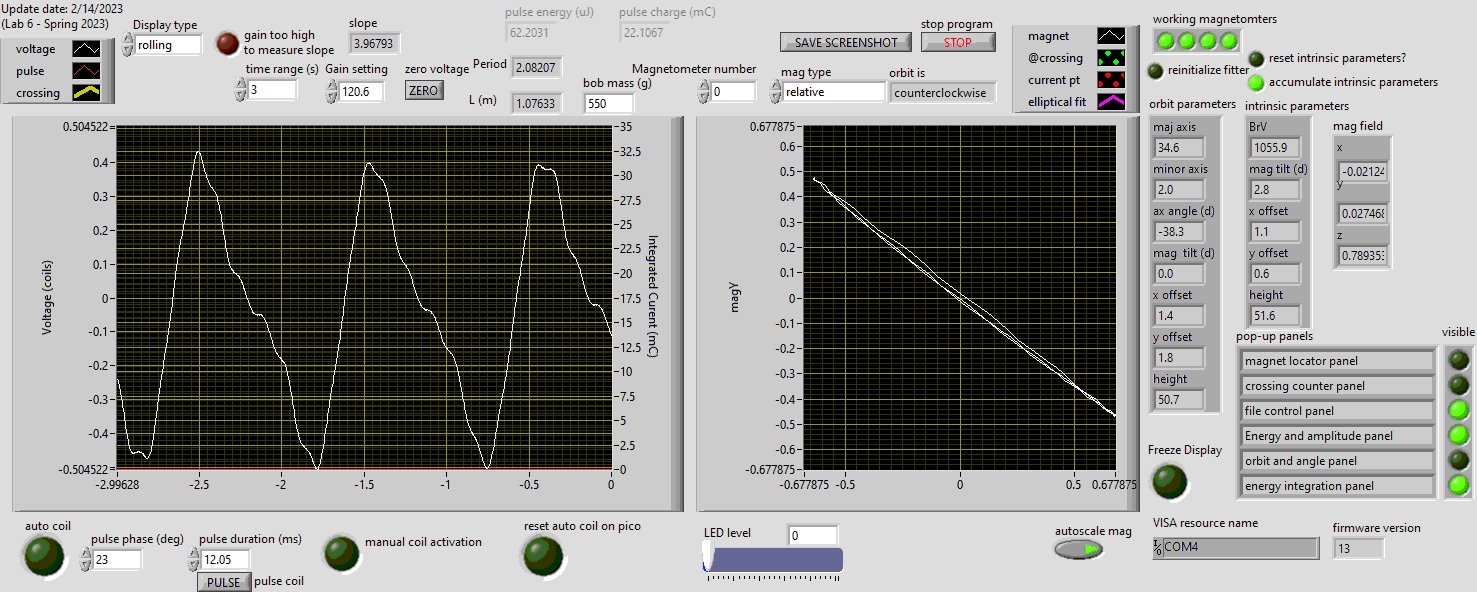 Update date: 2/14/2023
(Lab 6 - Spring 2023)
voltage
pulse
crossing
Display type
rolling
gain too high
to measure slope
slope
3.96793
time range (s)
3
Gain setting
120.6
zero voltage
ZERO
pulse energy (uJ)
62.2031
pulse charge (mC)
22.1067
Period
2.08207
L (m)
1.07633
bob mass (g)
550
Magnetometer number
0
mag type
relative
SAVE SCREENSHOT
stop program
STOP
orbit is
counterclockwise
magnet
@crossing
current pt
elliptical fit
working magnetomters
reinitialize filter
reset intrinsic parameters?
accumulate intrinsic parameters
orbit parameters
maj axis
34.6
minor axis
2.0
ax angle (d)
-38.3
mag tilt (d)
0.0
x offset
1.4
y offset
1.8
height
50.7
intrinsic parameters
BrV
1055.9
mag tilt (d)
2.8
x offset
1.1
y offset
0.6
height
51.6
mag field
x
-0.02124
y
z
Voltage (coils)
0.504522
0.4
0.3
0.2
0.1
0
-0.1
-0.2
-0.3
-0.4
-0.504522
35
32.5
30
27.5
25
22.5
20
17.5
15
12.5
10
7.5
5
2.5
0
Integrated Curent (mC)
-2.99628
-2.5
-2
-1.5
-1
-0.5
0
magy
0.677875
0.6
0.5
0.4
0.3
0.2
0.1
0
-0.1
-0.2
-0.3
-0.4
-0.5
-0.6
-0.677875
-0.677875
-0.5
0
0.5
0.677875
pop-up panels
visible
magnet locator panel
crossing counter panel
file control panel
Energy and amplitude panel
orbit and angle panel
energy integration panel
Freeze Display
auto coil
pulse phase (deg)
23
pulse duration (ms)
12.05
PULSE
pulse coil
manual coil activation
reset auto coil on pico
LED level
0
autoscale mag
VISA resource name
COM4
firmware version
13